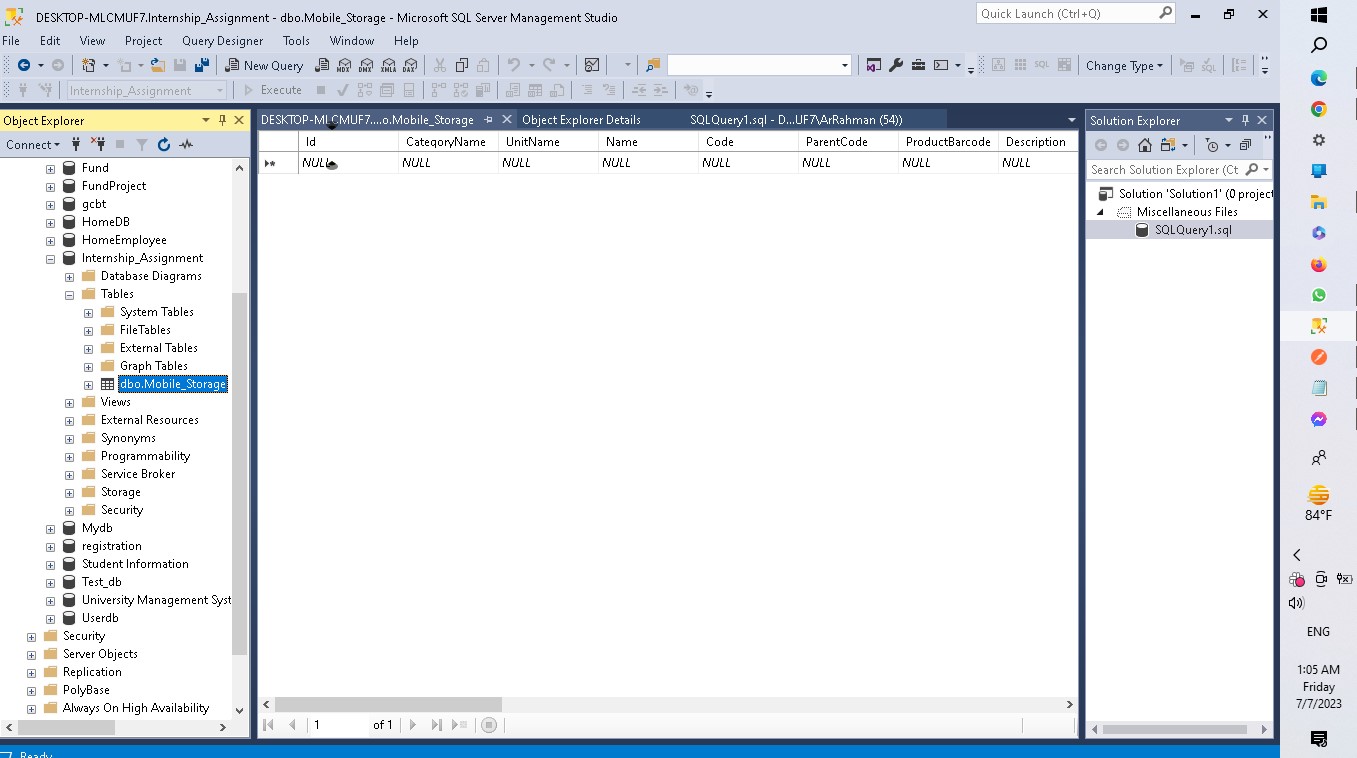 DESKTOP-MLCMUF7.Internship_Assignment - dbo.Mobile_Storage - Microsoft SQL Server Management Studio
Quick Launch (Ctrl+Q)
File Edit View Project Query Designer Tools Window Help
New Query MDX DMX XMLA DAX SQL Change Type SQL
Internship_Assignment Execute
Object Explorer
Connect
Fund
FundProject
gcbt
HomeDB
HomeEmployee
Internship_Assignment
Database Diagrams
Tables
System Tables
FileTables
External Tables
Graph Tables
dbo.Mobile_Storage
Views
External Resources
Synonyms
Programmability
Service Broker
Storage
Security
Mydb
registration
Student Information
Test_db
University Management Syst
Userdb
Security
Server Objects
Replication
PolyBase
Always On High Availability
DESKTOP-MLCMUF7....o.Mobile_Storage
Object Explorer Details
SQLQuery1.sql - D...UF7\ArRahman (54))
Id CategoryName UnitName Name Code ParentCode ProductBarcode Description
NULL NULL NULL NULL NULL NULL NULL NULL
1 of 1
Solution Explorer
Search Solution Explorer (Ct
Solution 'Solution1' (0 project
Miscellaneous Files
SQLQuery1.sql
Ready
84°F
ENG
1:05 AM
Friday
7/7/2023